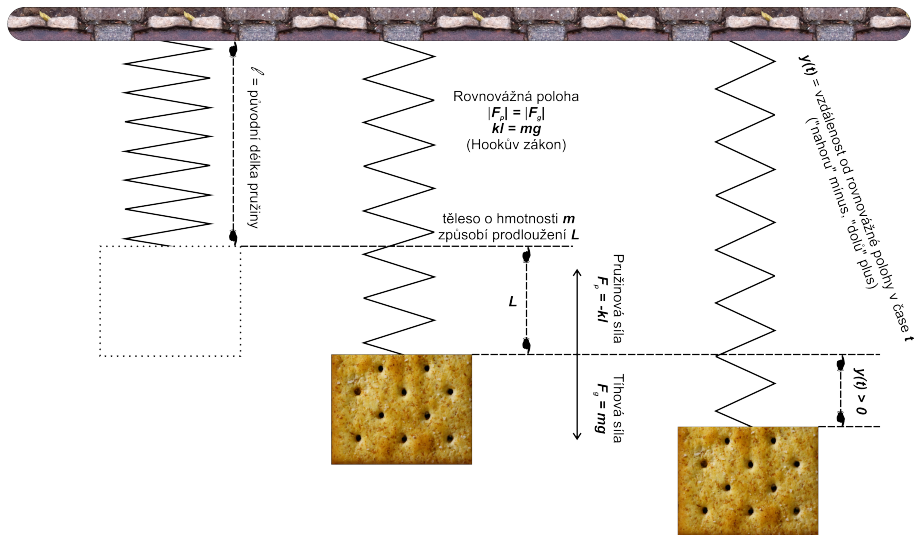 ℓ = původní délka pružiny
Rovnovážná poloha
|Fp| = |Fg|
kl = mg
(Hookův zákon)
těleso o hmotnosti m
způsobí prodloužení L
L
Pružinová síla
Fp = -kl
Tíhová síla
Fg = mg
y(t) = vzdálenost od rovnovážné polohy v čase t
("nahoru" mínus, "dolů" plus)
y(t) > 0